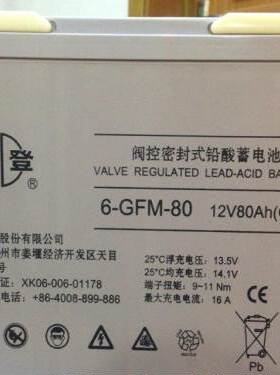 登
®
阀控密封式铅酸蓄电池
VALVE REGULATED LEAD-ACID BA
6-GFM-80 12V80Ah(
股份有限公司
州市姜堰经济开发区天目
号
证号: XK06-006-01178
电话: +86-4008-899-886
25℃浮充电压: 13.5V
25℃均充电压: 14.1V
端子扭矩: 9~11 Nm
最大充电电流: 16 A
Pb